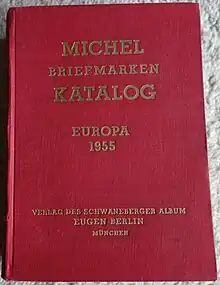 MICHEL
BRIEFMARKEN
KATALOG
EUROPA
1955
VERLAG DES SCHWANEBERGER ALBUM
EUGEN BERLIN
MÜNCHEN